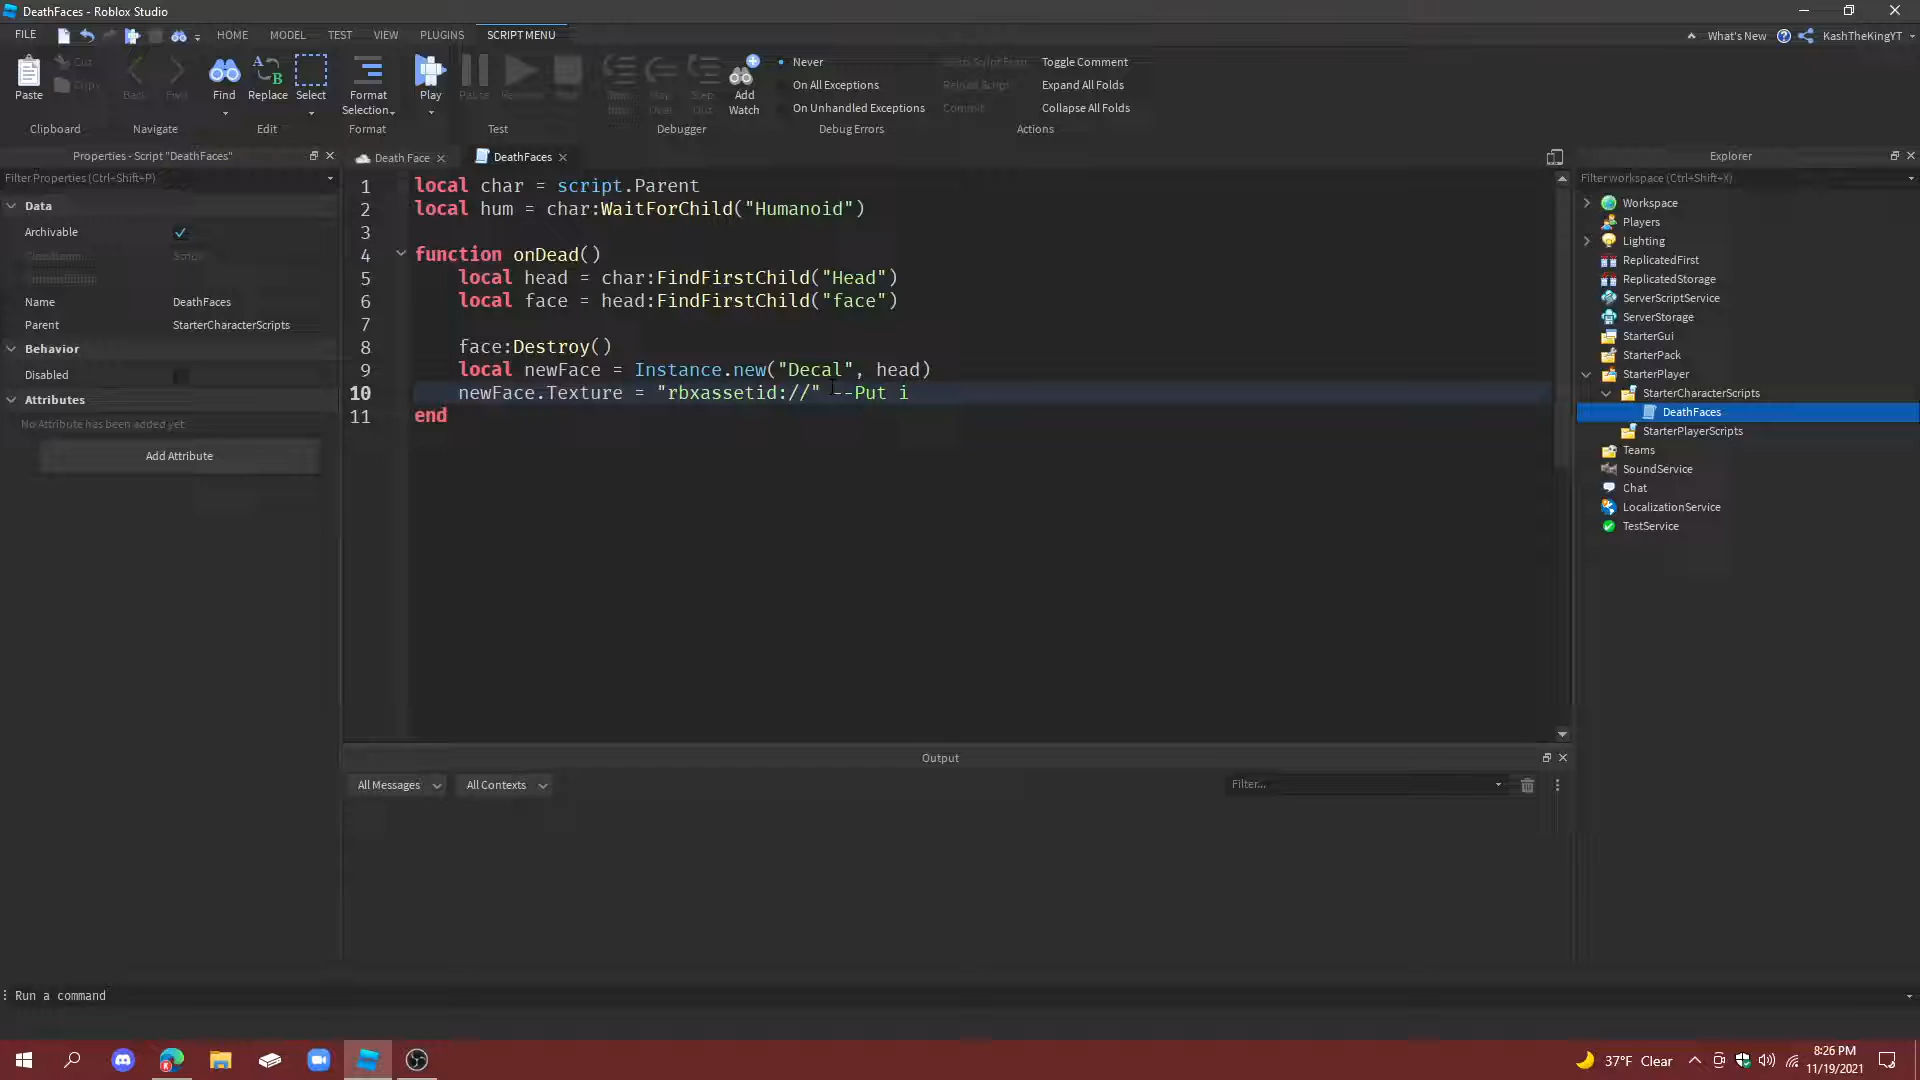 DeathFaces - Roblox Studio
FILE
HOME
MODEL
TEST
VIEW
PLUGINS
SCRIPT MENU
What's New
KashTheKingYT
Paste
Cut
Copy
Find
Replace
Select
Format
Selection
Play
Pause
Add
Watch
Never
On All Exceptions
On Unhandled Exceptions
Reload Script
Commit
Toggle Comment
Expand All Folds
Collapse All Folds
Clipboard
Navigate
Edit
Format
Test
Debugger
Debug Errors
Actions
Properties - Script "DeathFaces"
Filter Properties (Ctrl+Shift+P)
Data
Archivable
Script
Name DeathFaces
Parent StarterCharacterScripts
Behavior
Disabled
Attributes
No Attribute has been added yet
Add Attribute
Death Face
DeathFaces
1 local char = script.Parent
2 local hum = char:WaitForChild("Humanoid")
3
4 function onDead()
5 local head = char:FindFirstChild("Head")
6 local face = head:FindFirstChild("face")
7
8 face:Destroy()
9 local newFace = Instance.new("Decal", head)
10 newFace.Texture = "rbxassetid://" --Put i
11 end
Output
All Messages
All Contexts
Filter...
Explorer
Filter workspace (Ctrl+Shift+X)
Workspace
Players
Lighting
ReplicatedFirst
ReplicatedStorage
ServerScriptService
ServerStorage
StarterGui
StarterPack
StarterPlayer
StarterCharacterScripts
DeathFaces
StarterPlayerScripts
Teams
SoundService
Chat
LocalizationService
TestService
Run a command
37°F Clear
8:26 PM
11/19/2021